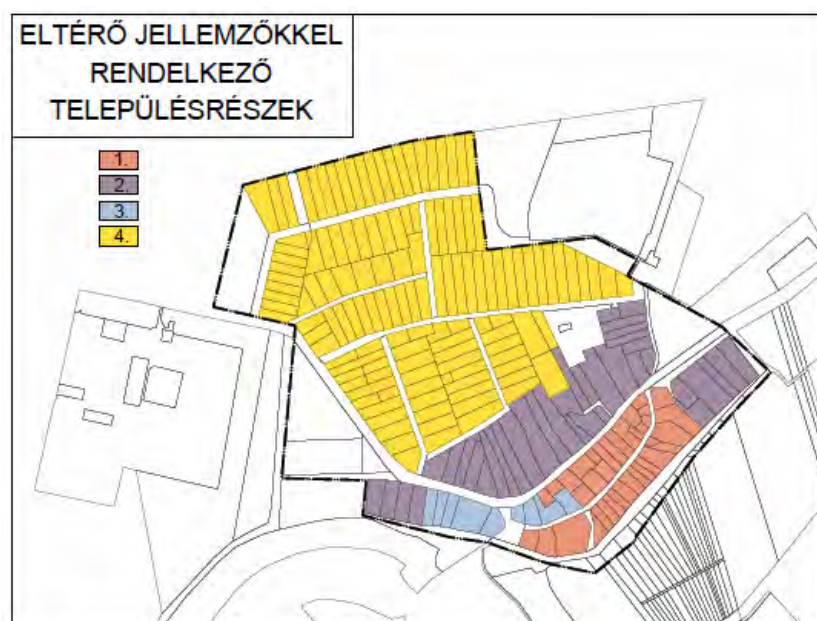 ELTÉRŐ JELLEMZŐKKEL
RENDELKEZŐ
TELEPÜLÉSRÉSZEK
1.
2.
3.
4.